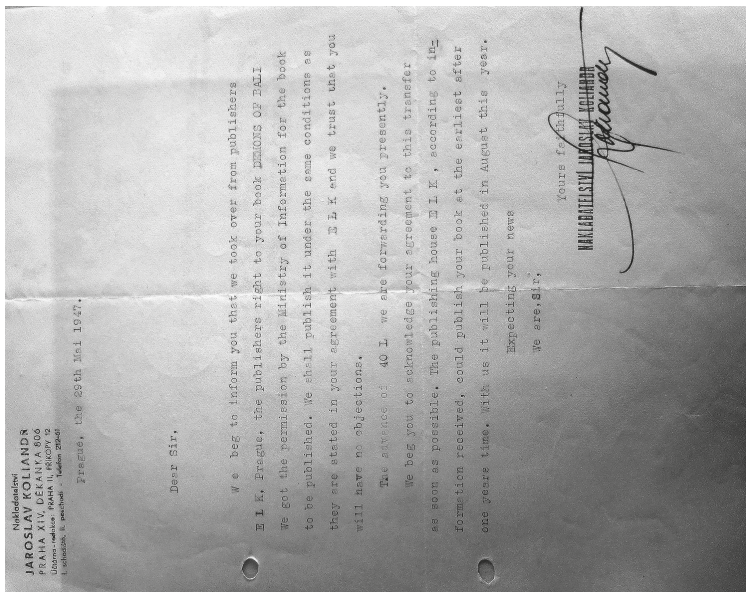 Nakladatelství
JAROSLAV KOLIANDR
PRAHA XIV, DĚKANKA 806
Účtárna-redakce: PRAHA II, PŘÍKOPY 12
I. schodiště, II. poschodí - Telefon
Prague, the 29th Mai 1947.
Dear Sir,
We beg to inform you that we took over from publishers
E L K, Prague, the publishers right to your book DEMONS OF BALI
We got the permission by the Ministry of Information for the book
to be published. We shall publish it under the same conditions as
they are stated in your agreement with E L K and we trust that you
will have no objections.
The advance of 40 L we are forwarding you presently.
We beg you to acknowledge your agreement to this transfer
as soon as possible. The publishing house E L K , according to in-
formation received, could publish your book at the earliest after
one years time. With us it will be published in August this year.
Expecting your news
We are,Sir,
Yours faithfully
NAKLADATELSTVÍ JAROSLAV KOLIANDR
Koliandr